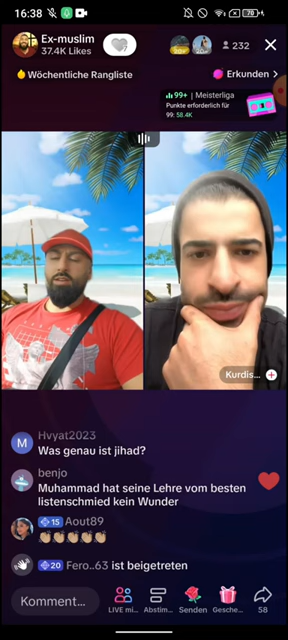 16:38
70
Ex-muslim
37.4K Likes
232
Wöchentliche Rangliste
Erkunden >
99+ | Meisterliga
Punkte erforderlich für
99: 58.4K
Kurdis...
Hvyat2023
Was genau ist jihad?
benjo
Muhammad hat seine Lehre vom besten
listenschmied kein Wunder
15 Aout89
20 Fero..63 ist beigetreten
Komment...
LIVE mi...
Abstim...
Senden
Gesche...
58